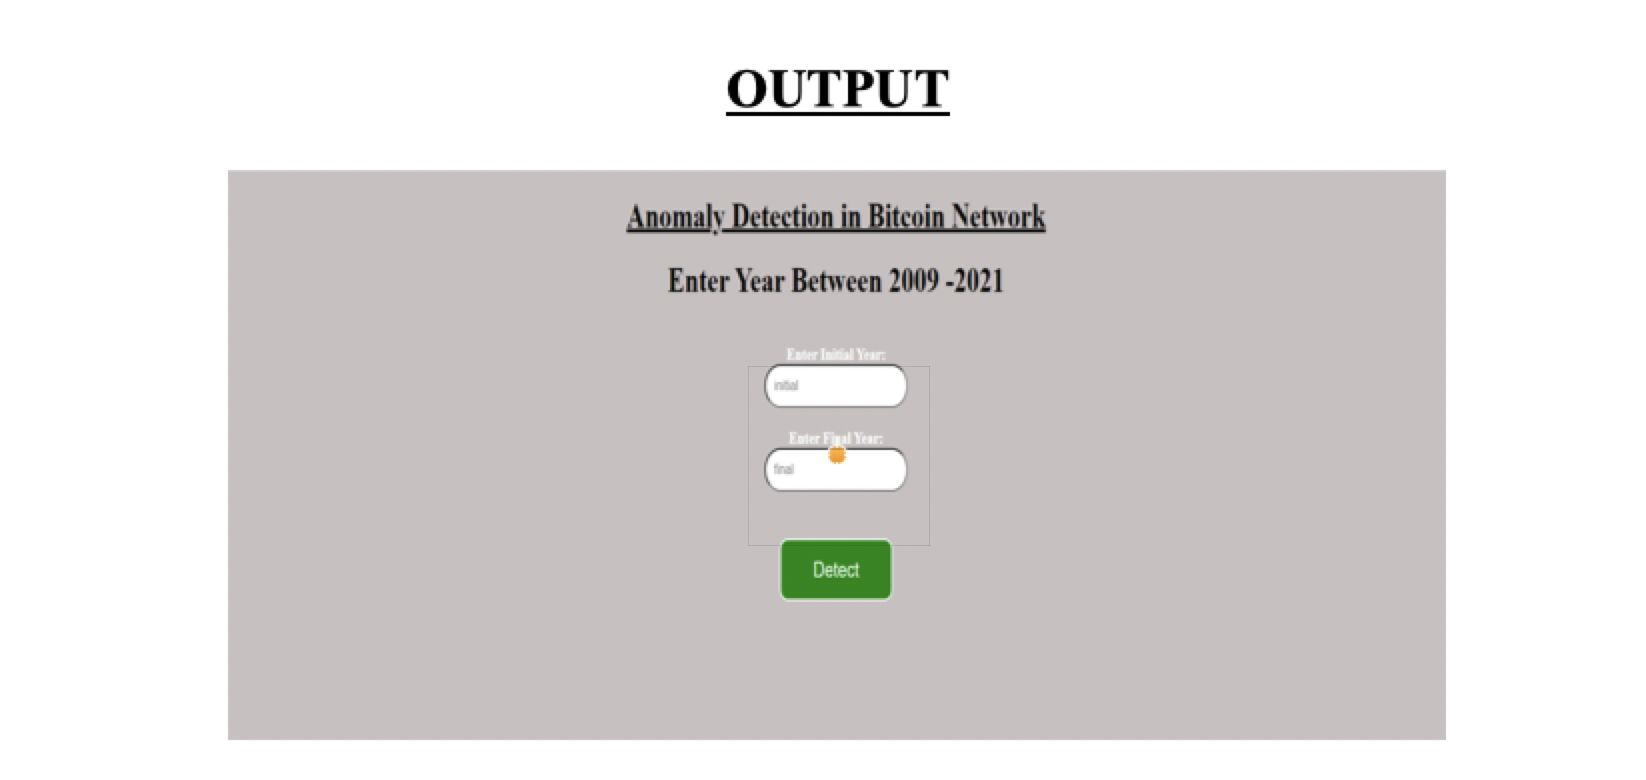 OUTPUT
Anomaly Detection in Bitcoin Network
Enter Year Between 2009 -2021
Enter Initial Year:
initial
Enter Final Year:
final
Detect